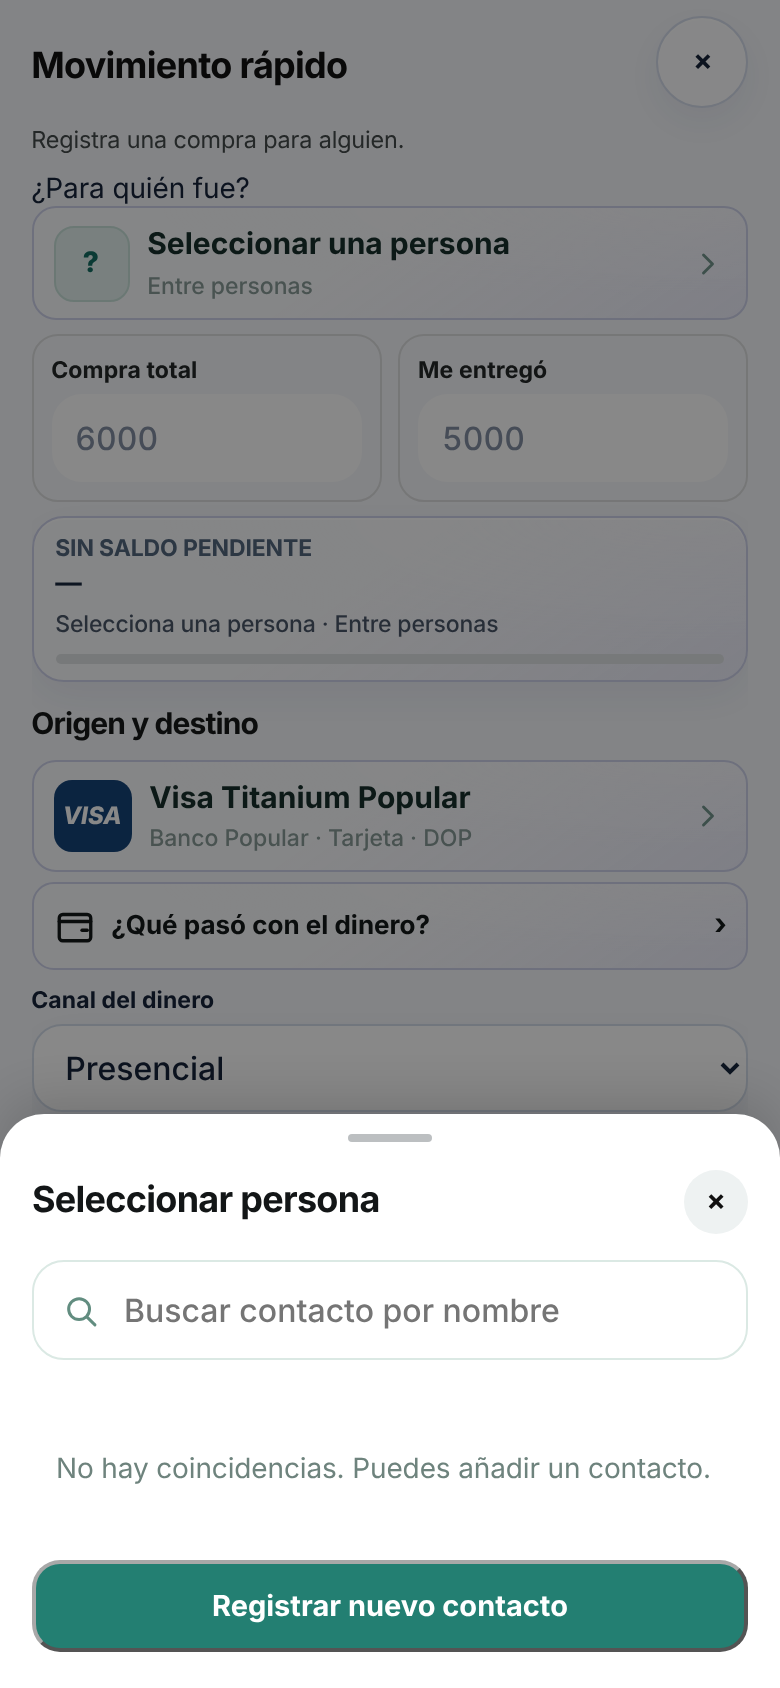 Movimiento rápido
×
Registra una compra para alguien.
¿Para quién fue?
?
Seleccionar una persona
Entre personas
Compra total
6000
Me entregó
5000
SIN SALDO PENDIENTE
—
Selecciona una persona · Entre personas
Origen y destino
VISA
Visa Titanium Popular
Banco Popular · Tarjeta · DOP
¿Qué pasó con el dinero?
Canal del dinero
Presencial
Seleccionar persona
×
Buscar contacto por nombre
No hay coincidencias. Puedes añadir un contacto.
Registrar nuevo contacto